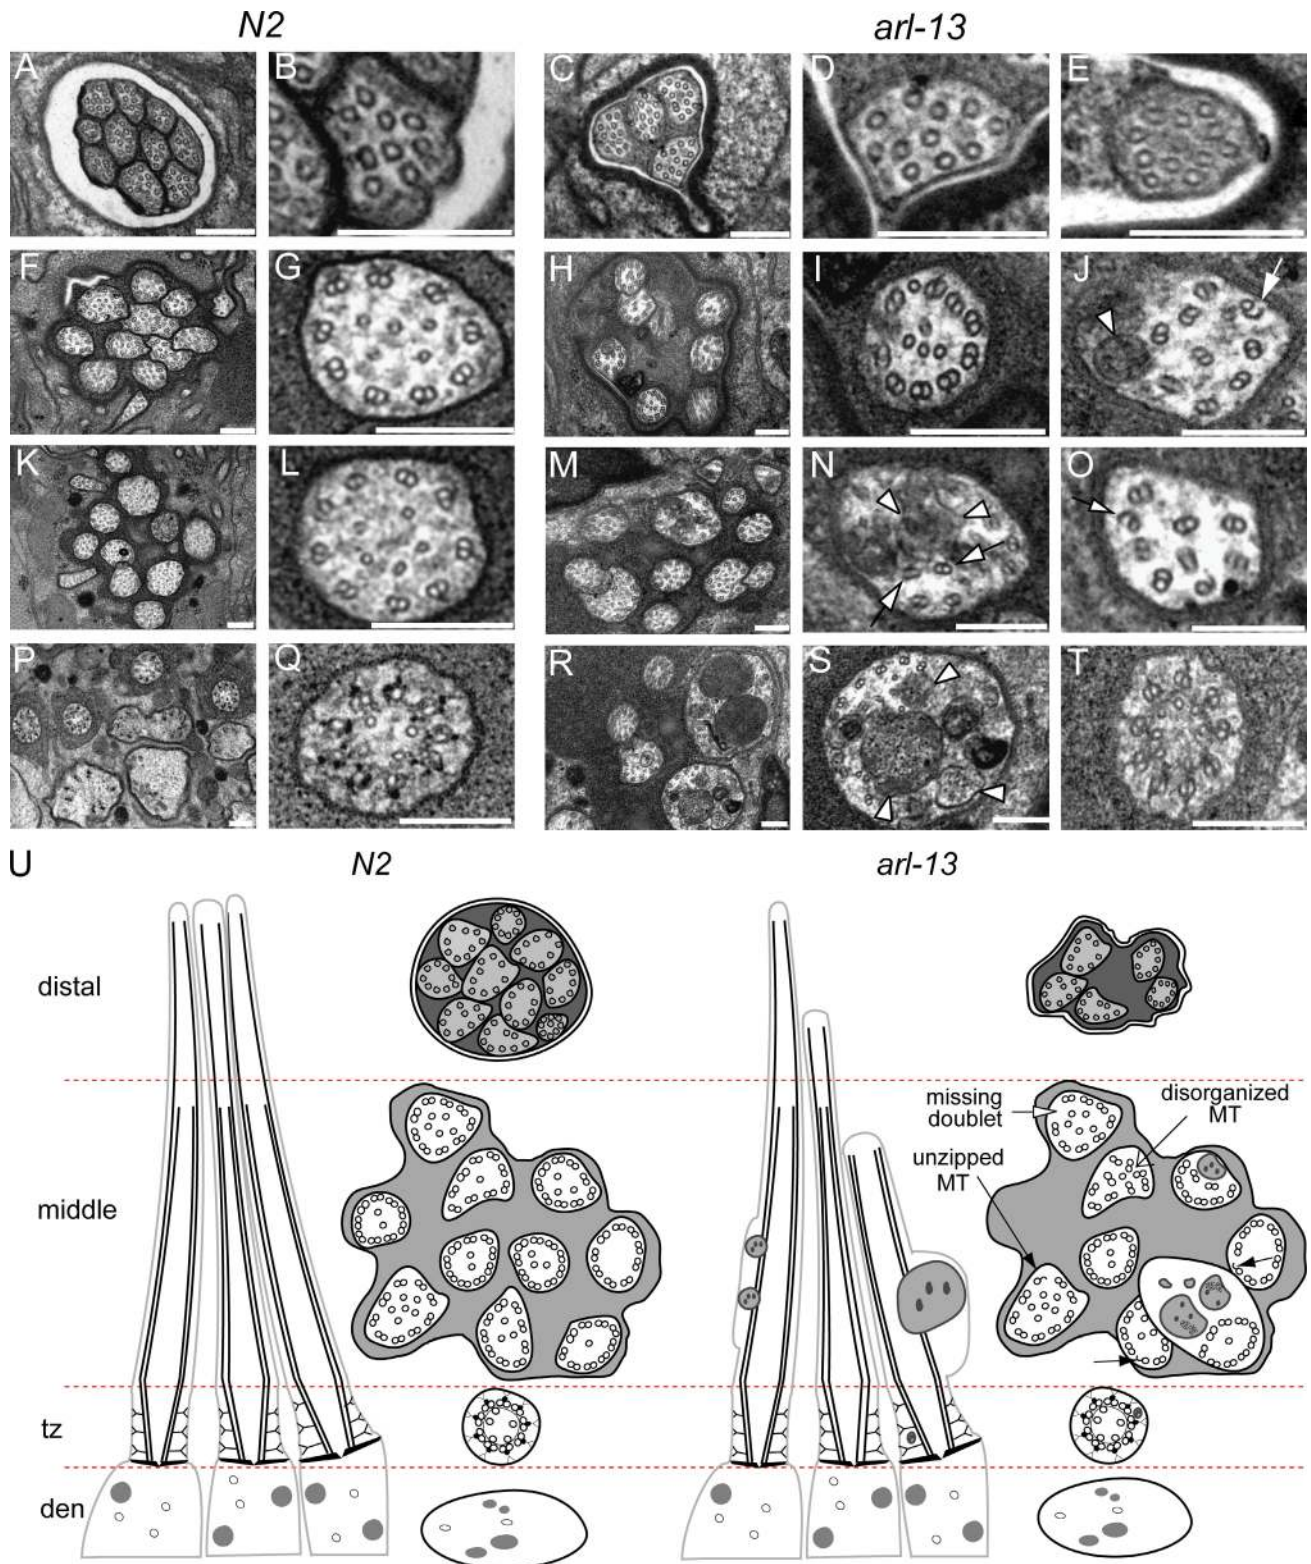 N2 arl-13
A B C D E
F G H I J
K L M N O
P Q R S T
U N2 arl-13
distal
missing doublet
disorganized MT
unzipped MT
middle
tz
den